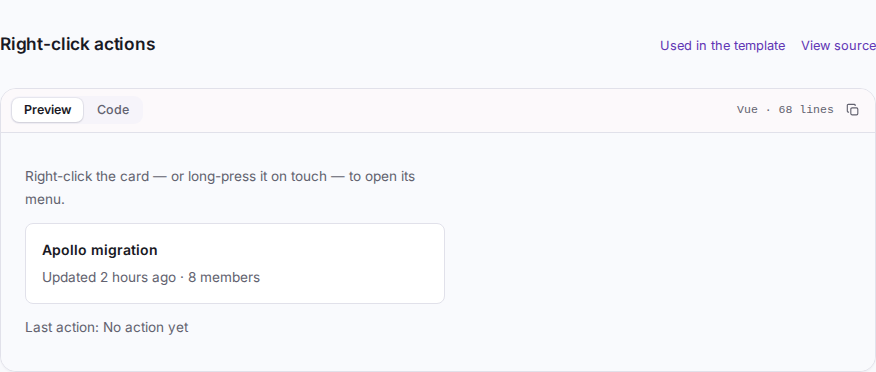 Right-click actions
Used in the template View source
Preview Code
Vue · 68 lines
Right-click the card — or long-press it on touch — to open its
menu.
Apollo migration
Updated 2 hours ago · 8 members
Last action: No action yet